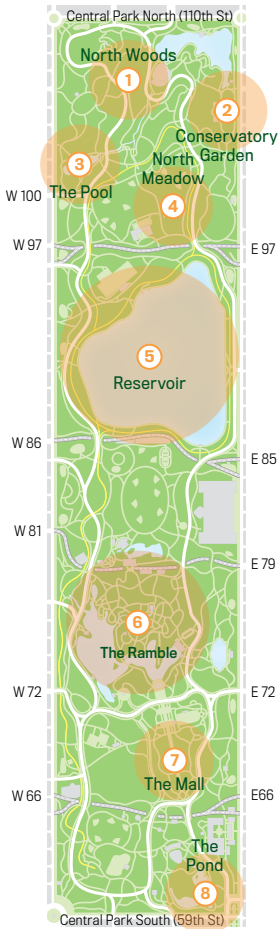 Central Park North (110th St)
North Woods
1
2
Conservatory
Garden
3
The Pool
North
Meadow
4
W 100
W 97
E 97
5
Reservoir
W 86
E 85
W 81
E 79
6
The Ramble
W 72
E 72
7
The Mall
W 66
E66
The
Pond
8
Central Park South (59th St)